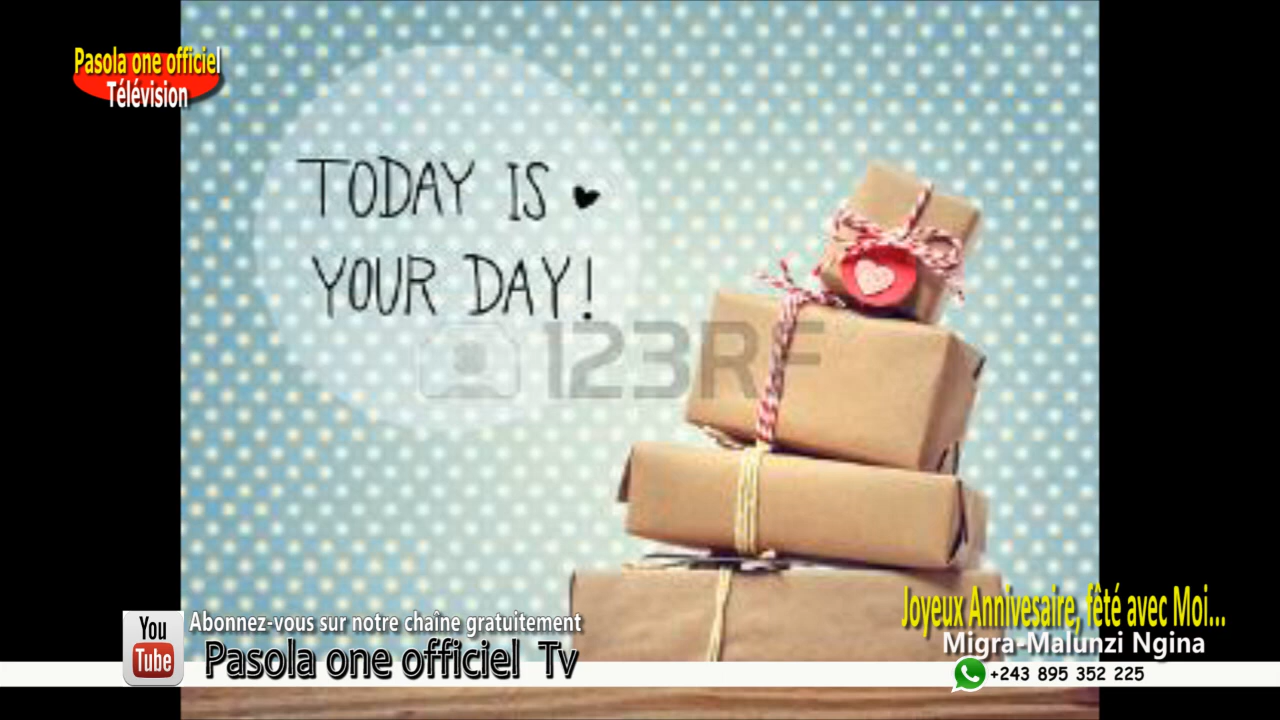 Pasola one officiel
Télévision
TODAY IS
YOUR DAY!
123RF
You
Tube
Abonnez-vous sur notre chaîne gratuitement
Pasola one officiel Tv
Joyeux Annivesaire, fêté avec Moi...
Migra-Malunzi Ngina
+243 895 352 225